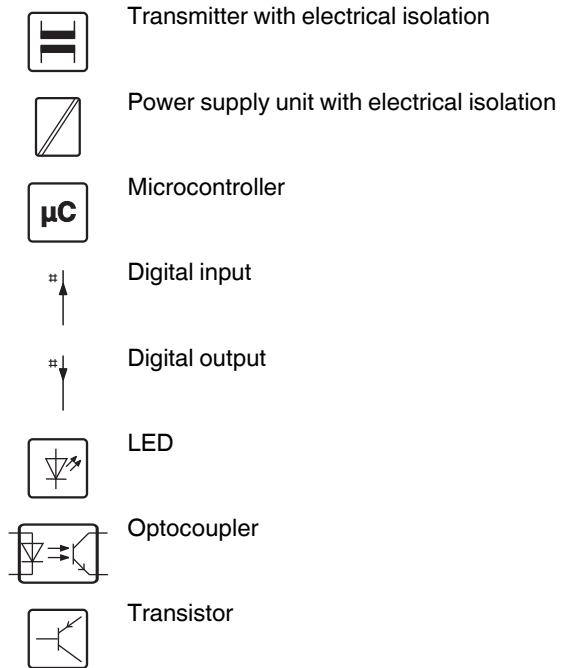 Transmitter with electrical isolation
Power supply unit with electrical isolation
µC
Microcontroller
#
Digital input
#
Digital output
LED
Optocoupler
Transistor